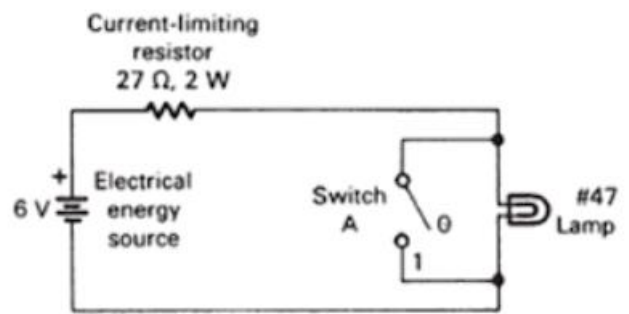 Current-limiting
resistor
27 Ω, 2 W
+
6 V
Electrical
energy
source
Switch
A
0
1
#47
Lamp